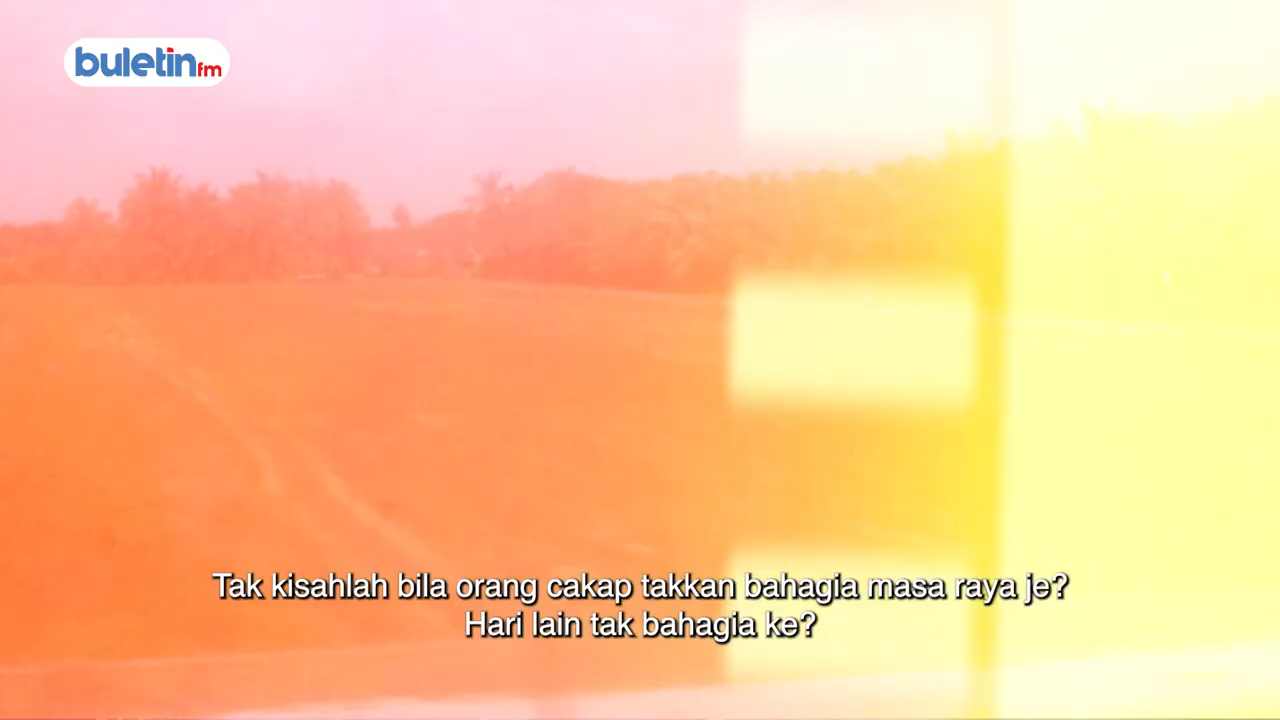 buletinfm
Tak kisahlah bila orang cakap takkan bahagia masa raya je?
Hari lain tak bahagia ke?